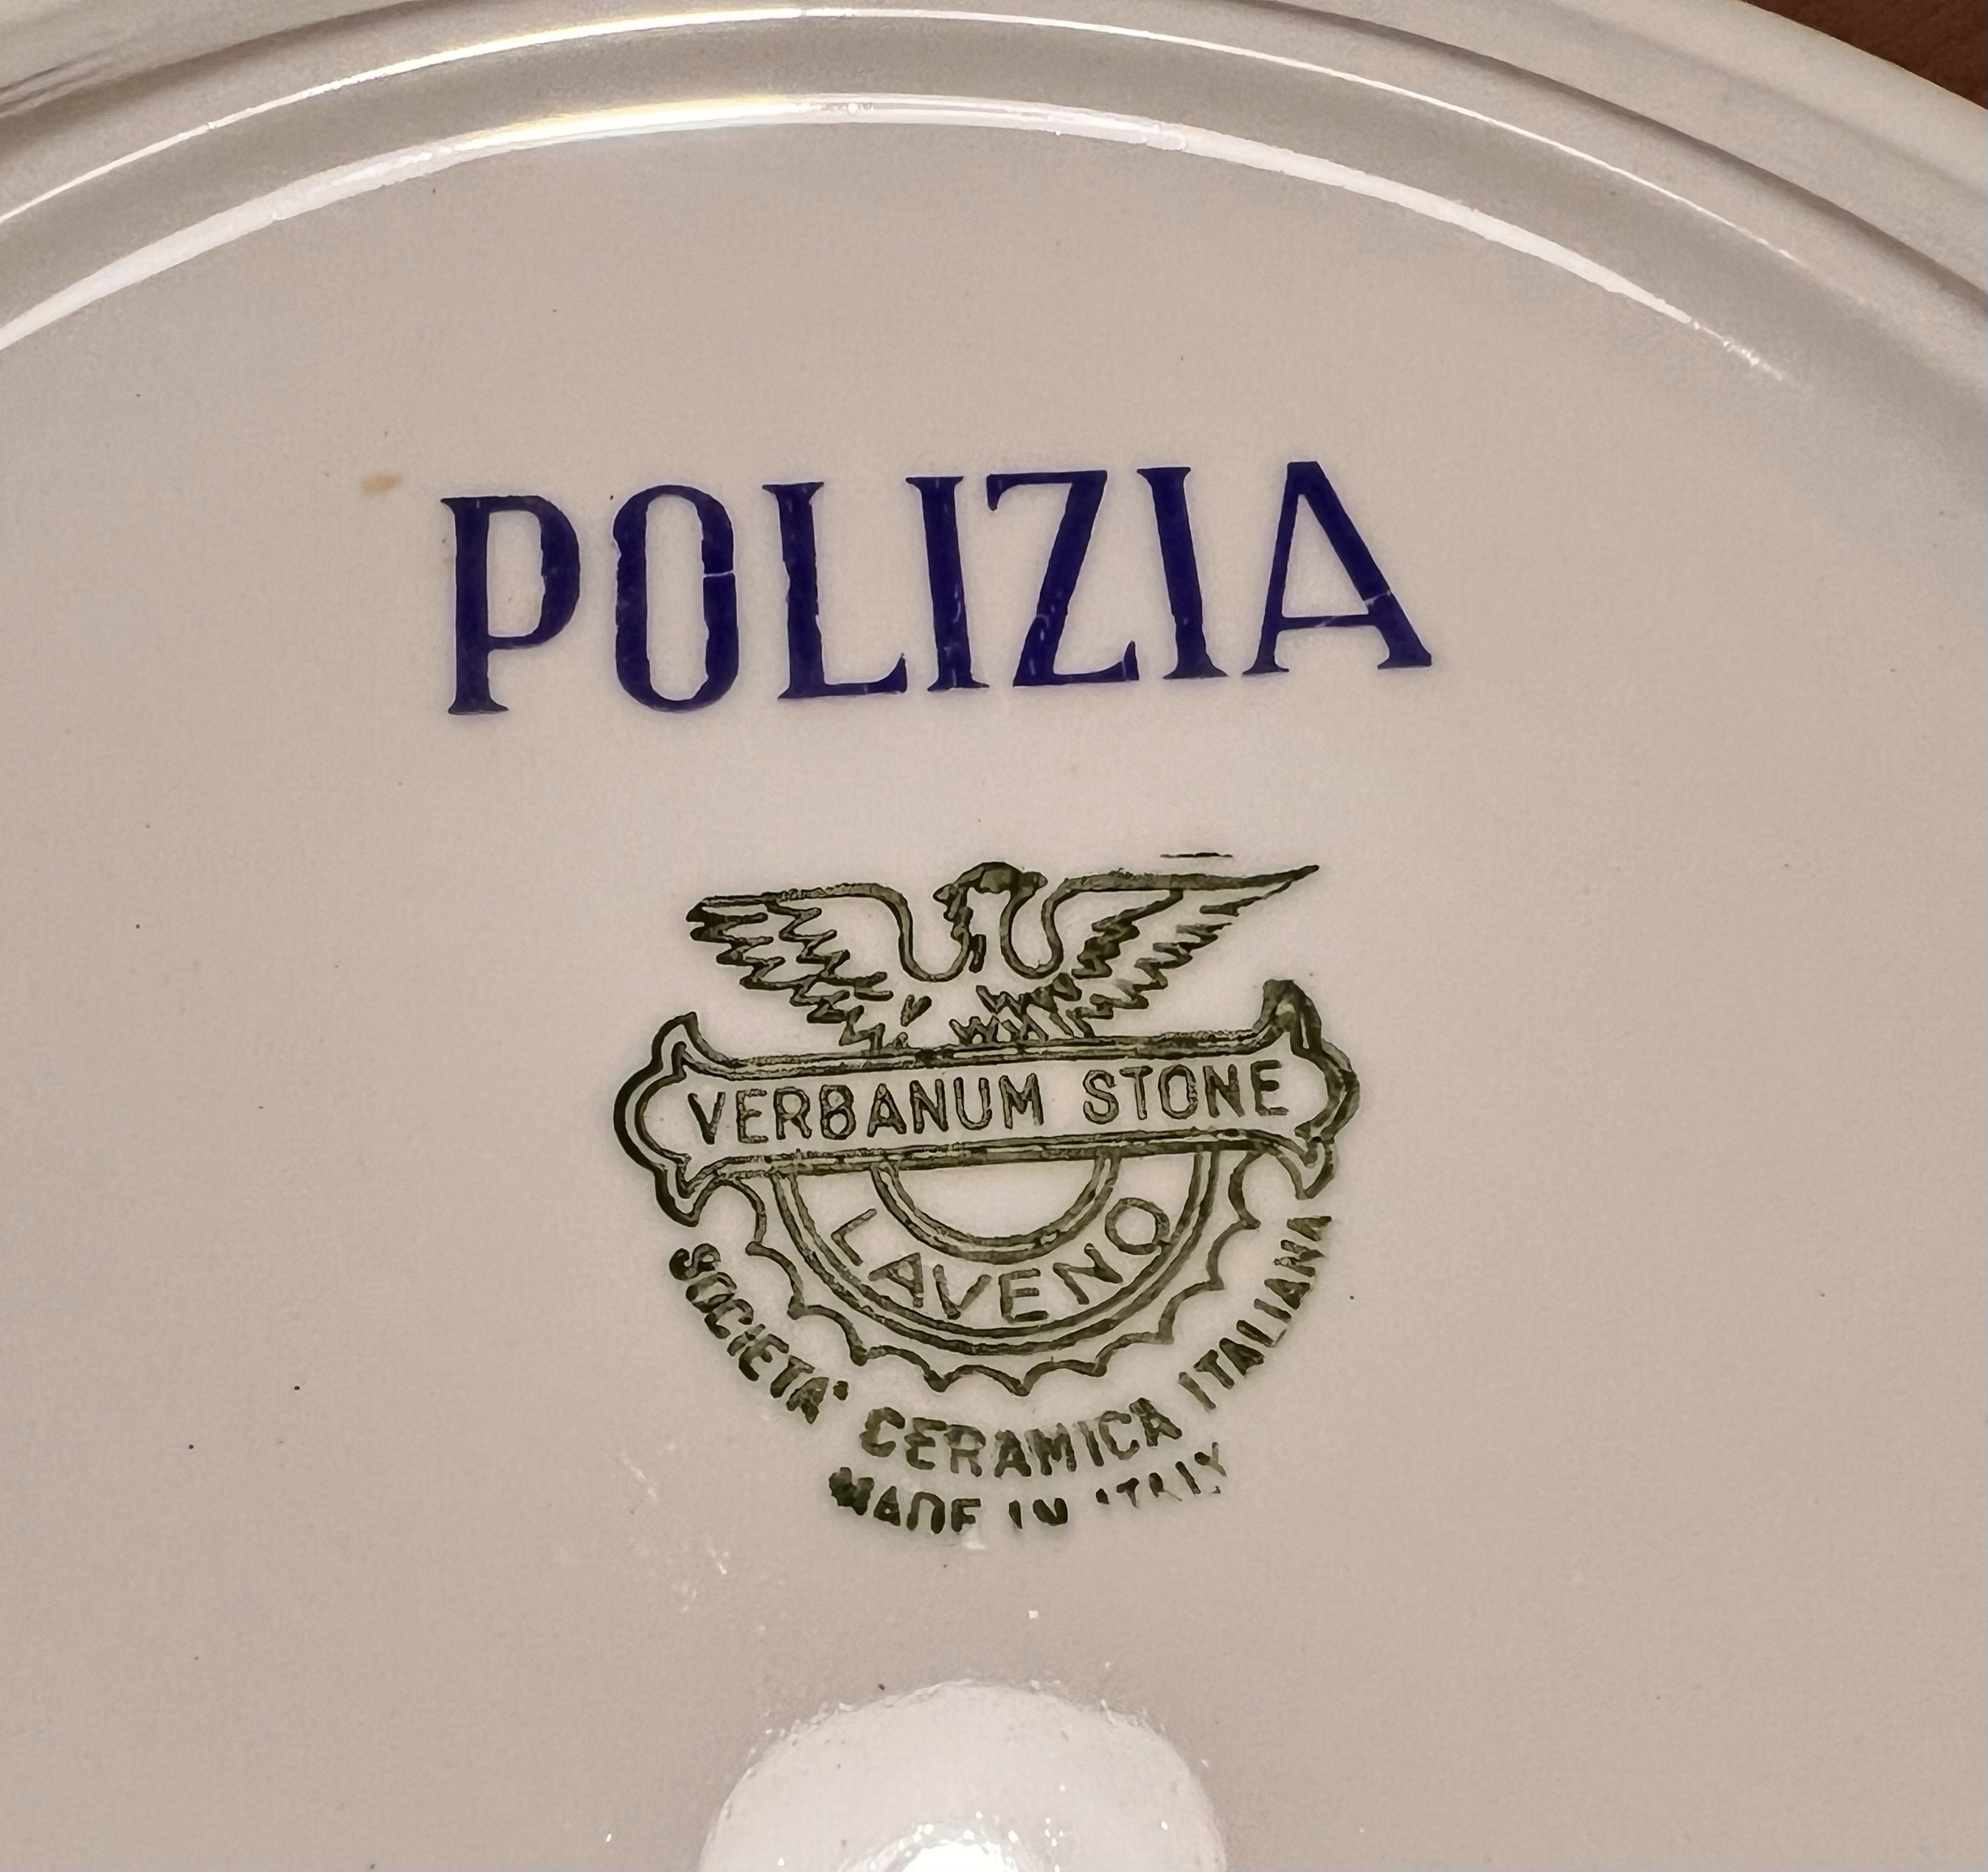 POLIZIA
VERBANUM STONE
LAVENO
SOCIETA' CERAMICA ITALIANA
MADE IN ITALY